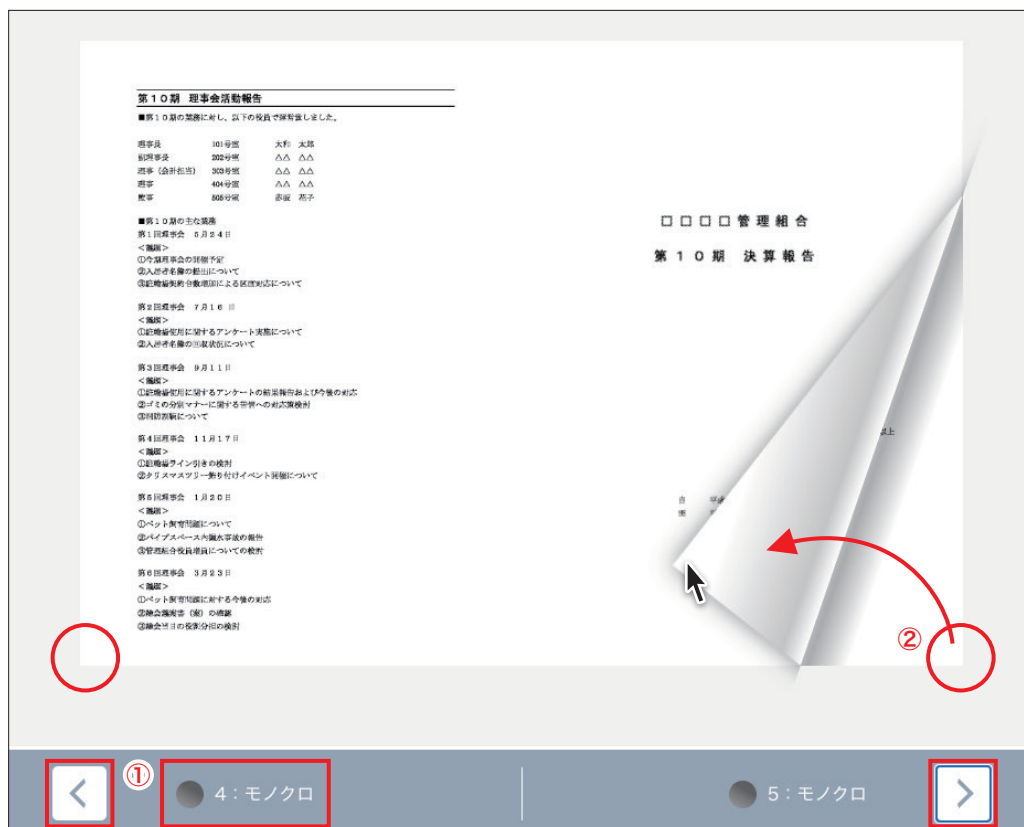 第10期 理事会活動報告
■第10期の業務に対し、以下の役員で運営致しました。
理事長 101号室 大和 太郎
副理事長 202号室 △△ △△
理事（会計担当） 303号室 △△ △△
理事 404号室 △△ △△
監事 505号室 赤坂 花子
■第10期の主な業務
第1回理事会 5月24日
＜議題＞
①今期理事会の開催予定
②入居者名簿の提出について
③駐輪場契約台数増加による区画対応について
第2回理事会 7月16日
＜議題＞
①駐輪場使用に関するアンケート実施について
②入居者名簿の回収状況について
第3回理事会 9月11日
＜議題＞
①駐輪場使用に関するアンケートの結果報告および今後の対応
②ゴミの分別マナーに関する苦情への対応策検討
③消防訓練について
第4回理事会 11月17日
＜議題＞
①駐輪場ライン引きの検討
②クリスマスツリー飾り付けイベント開催について
第5回理事会 1月20日
＜議題＞
①ペット飼育問題について
②パイプスペース内漏水事故の報告
③管理組合役員増員についての検討
第6回理事会 3月23日
＜議題＞
①ペット飼育問題に対する今後の対応
②総会議案書（案）の確認
③総会当日の役割分担の検討
□□□□管理組合
第10期 決算報告
以上
自 平成
至
②
①
4：モノクロ
5：モノクロ